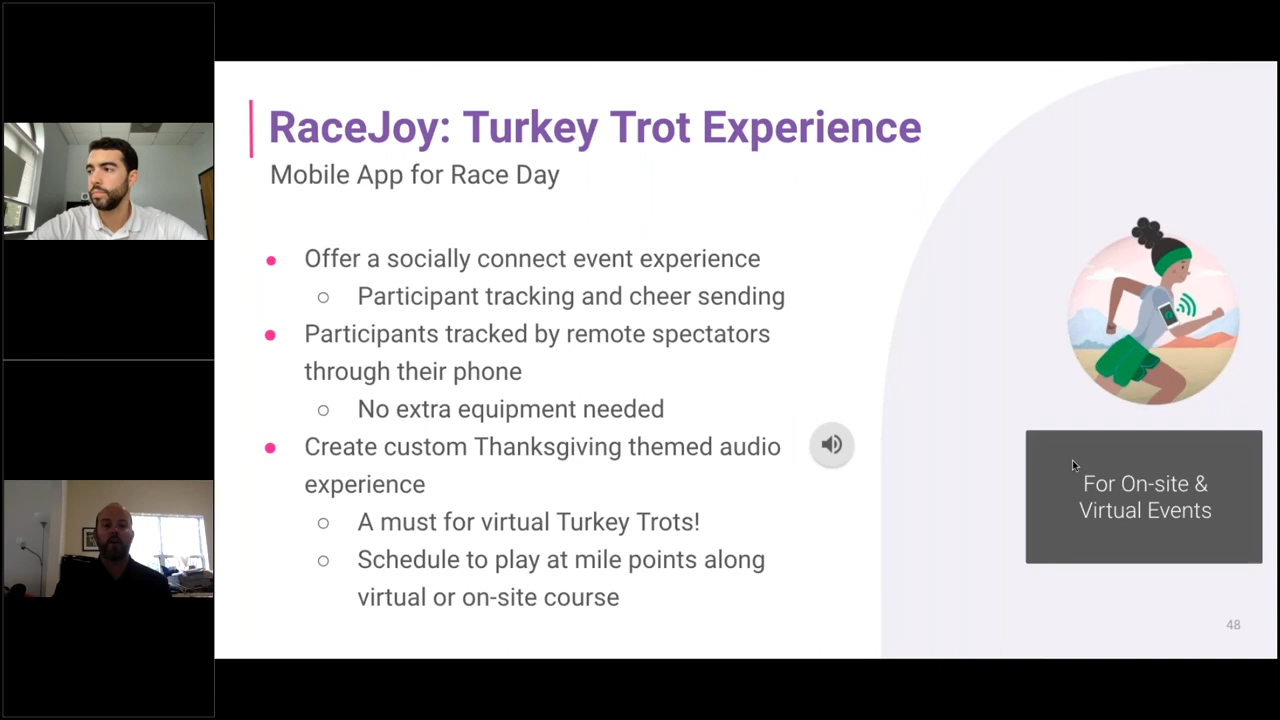 RaceJoy: Turkey Trot Experience
Mobile App for Race Day
● Offer a socially connect event experience
○ Participant tracking and cheer sending
● Participants tracked by remote spectators
through their phone
○ No extra equipment needed
● Create custom Thanksgiving themed audio
experience
○ A must for virtual Turkey Trots!
○ Schedule to play at mile points along
virtual or on-site course
For On-site &
Virtual Events
48